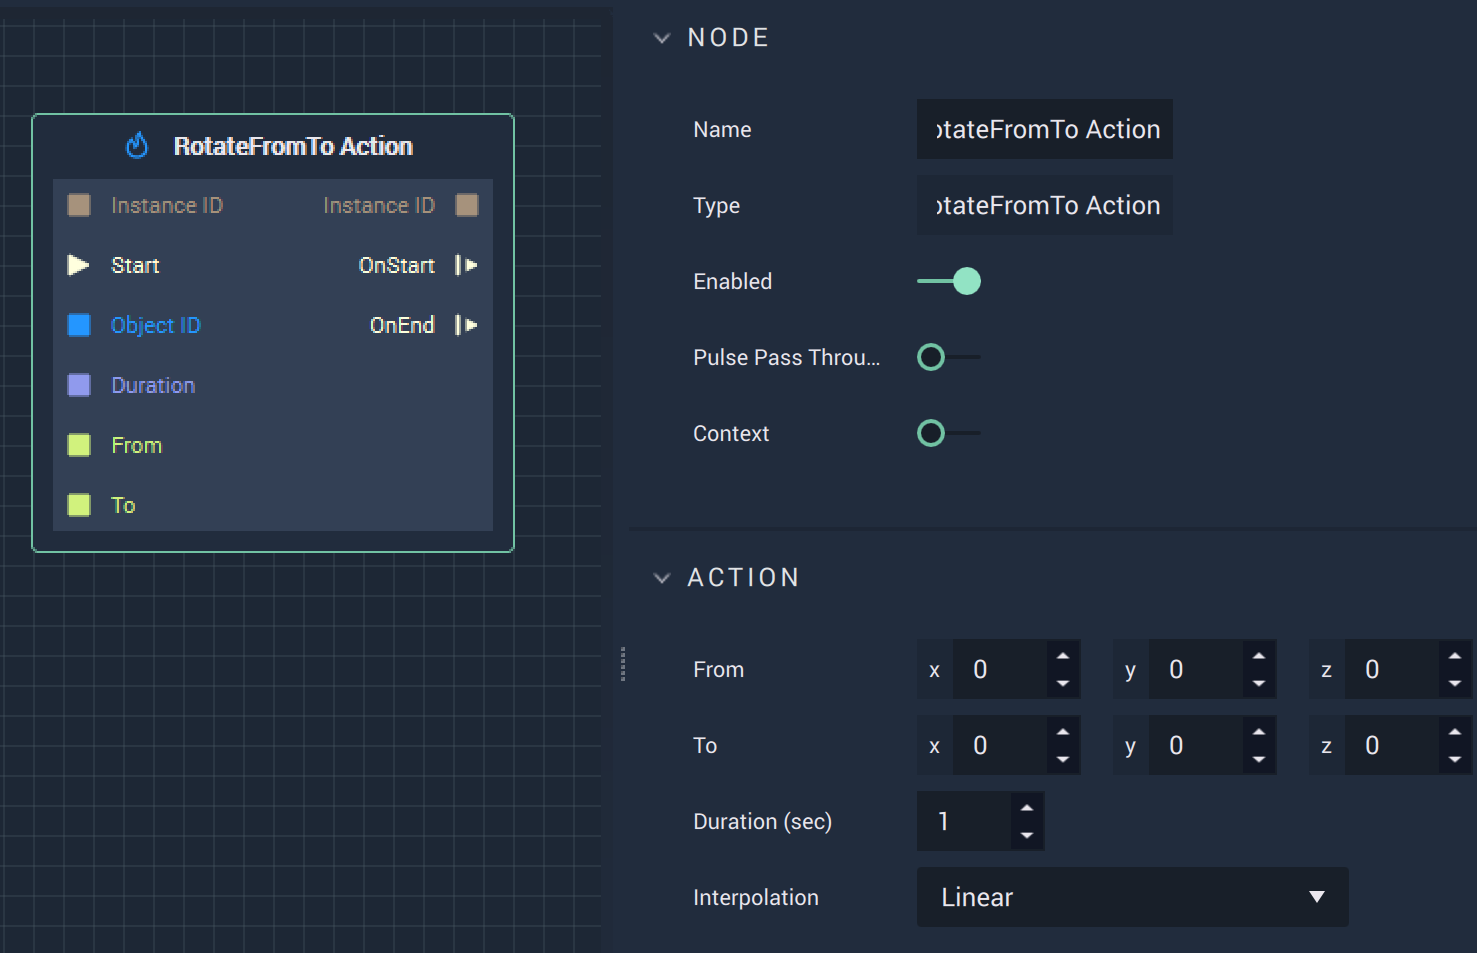 RotateFromTo Action
Instance ID Instance ID
Start OnStart
Object ID OnEnd
Duration
From
To
NODE
Name otateFromTo Action
Type otateFromTo Action
Enabled
Pulse Pass Throu...
Context
ACTION
From x 0 y 0 z 0
To x 0 y 0 z 0
Duration (sec) 1
Interpolation Linear